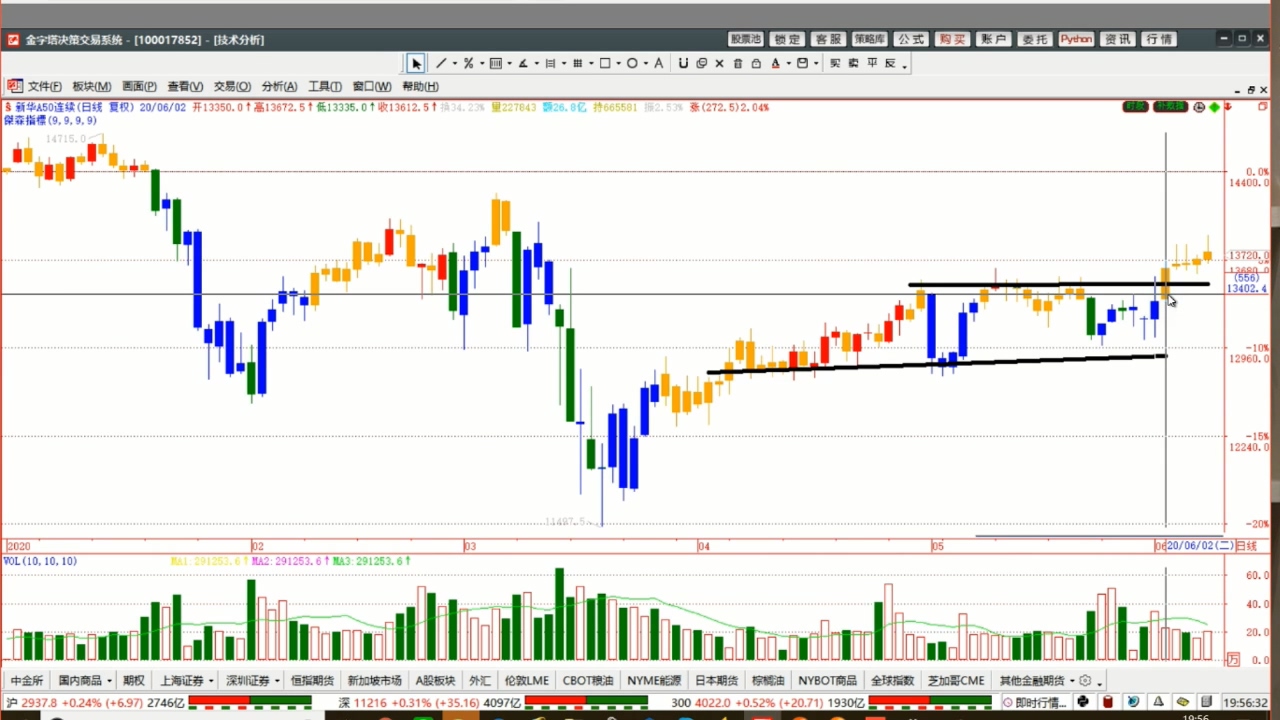 金字塔决策交易系统 - [100017852] - [技术分析]
股票池 锁定 客服 策略库 公式 购买 账户 委托 Python 资讯 行情
A 买 卖 平 反
文件(F) 板块(M) 画面(P) 查看(V) 交易(O) 分析(A) 工具(T) 窗口(W) 帮助(H)
新华A50连续(日线 复权) 20/06/02 开13350.0↑高13672.5↑低13335.0↑收13612.5↑换34.23% 量227843 额26.8亿 持665581 振2.53% 涨(272.5)2.04%
傑森指標(9,9,9,9)
14715.0
0.0%
14400.0
13720.0
13680.0
(556)
13402.4
-10%
12960.0
-15%
12240.0
11497.5
-20%
2020 02 03 04 05 06 20/06/02(二) 日线
VOL(10,10,10) MA1:291253.6↑ MA2:291253.6↑ MA3:291253.6↑
60.0
40.0
20.0
万 0.0
中金所 国内商品 期权 上海证券 深圳证券 恒指期货 新加坡市场 A股板块 外汇 伦敦LME CBOT粮油 NYME能源 日本期货 棕榈油 NYBOT商品 全球指数 芝加哥CME 其他金融期货
沪 2937.8 +0.24% (+6.97) 2746亿 深 11216 +0.31% (+35.16) 4097亿 300 4022.0 +0.52% (+20.71) 1930亿 即时行情... 19:56:32
19:56